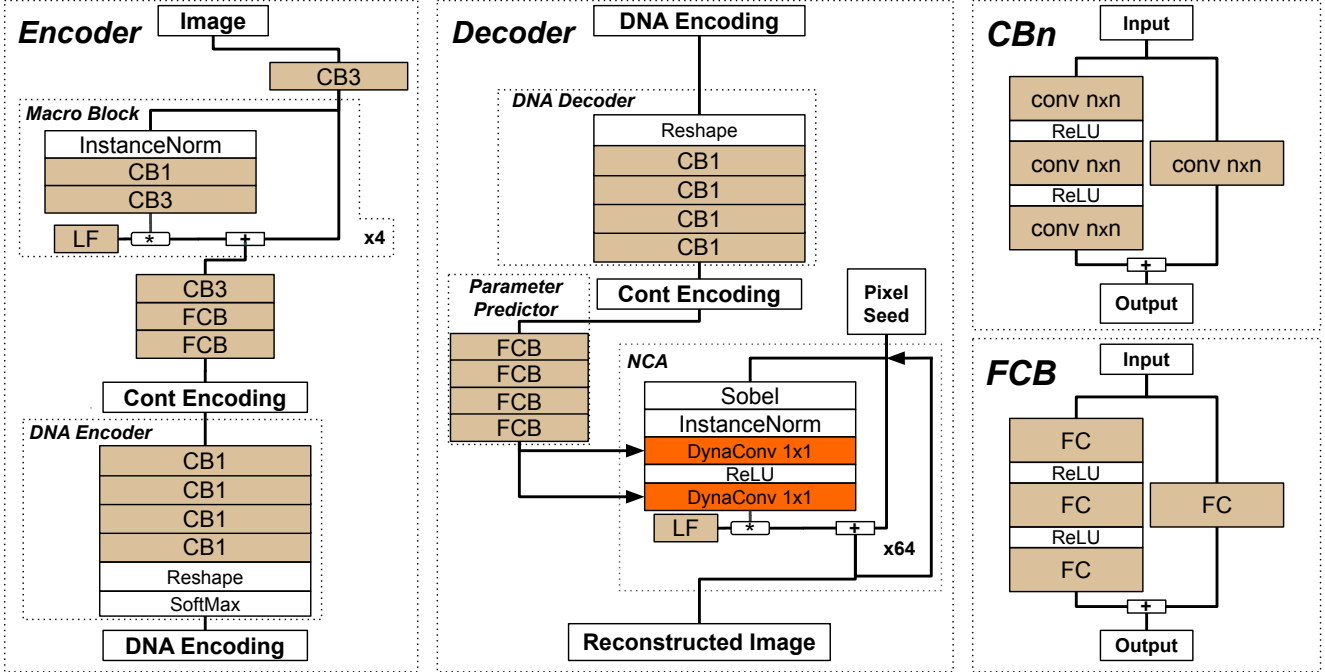 Encoder
Image
CB3
Macro Block
InstanceNorm
CB1
CB3
LF
*
+
x4
CB3
FCB
FCB
Cont Encoding
DNA Encoder
CB1
CB1
CB1
CB1
Reshape
SoftMax
DNA Encoding
Decoder
DNA Encoding
DNA Decoder
Reshape
CB1
CB1
CB1
CB1
Cont Encoding
Parameter
Predictor
FCB
FCB
FCB
FCB
Pixel
Seed
NCA
Sobel
InstanceNorm
DynaConv 1x1
ReLU
DynaConv 1x1
LF
*
+
x64
Reconstructed Image
CBn
Input
conv nxn
ReLU
conv nxn
ReLU
conv nxn
conv nxn
+
Output
FCB
Input
FC
ReLU
FC
ReLU
FC
FC
+
Output